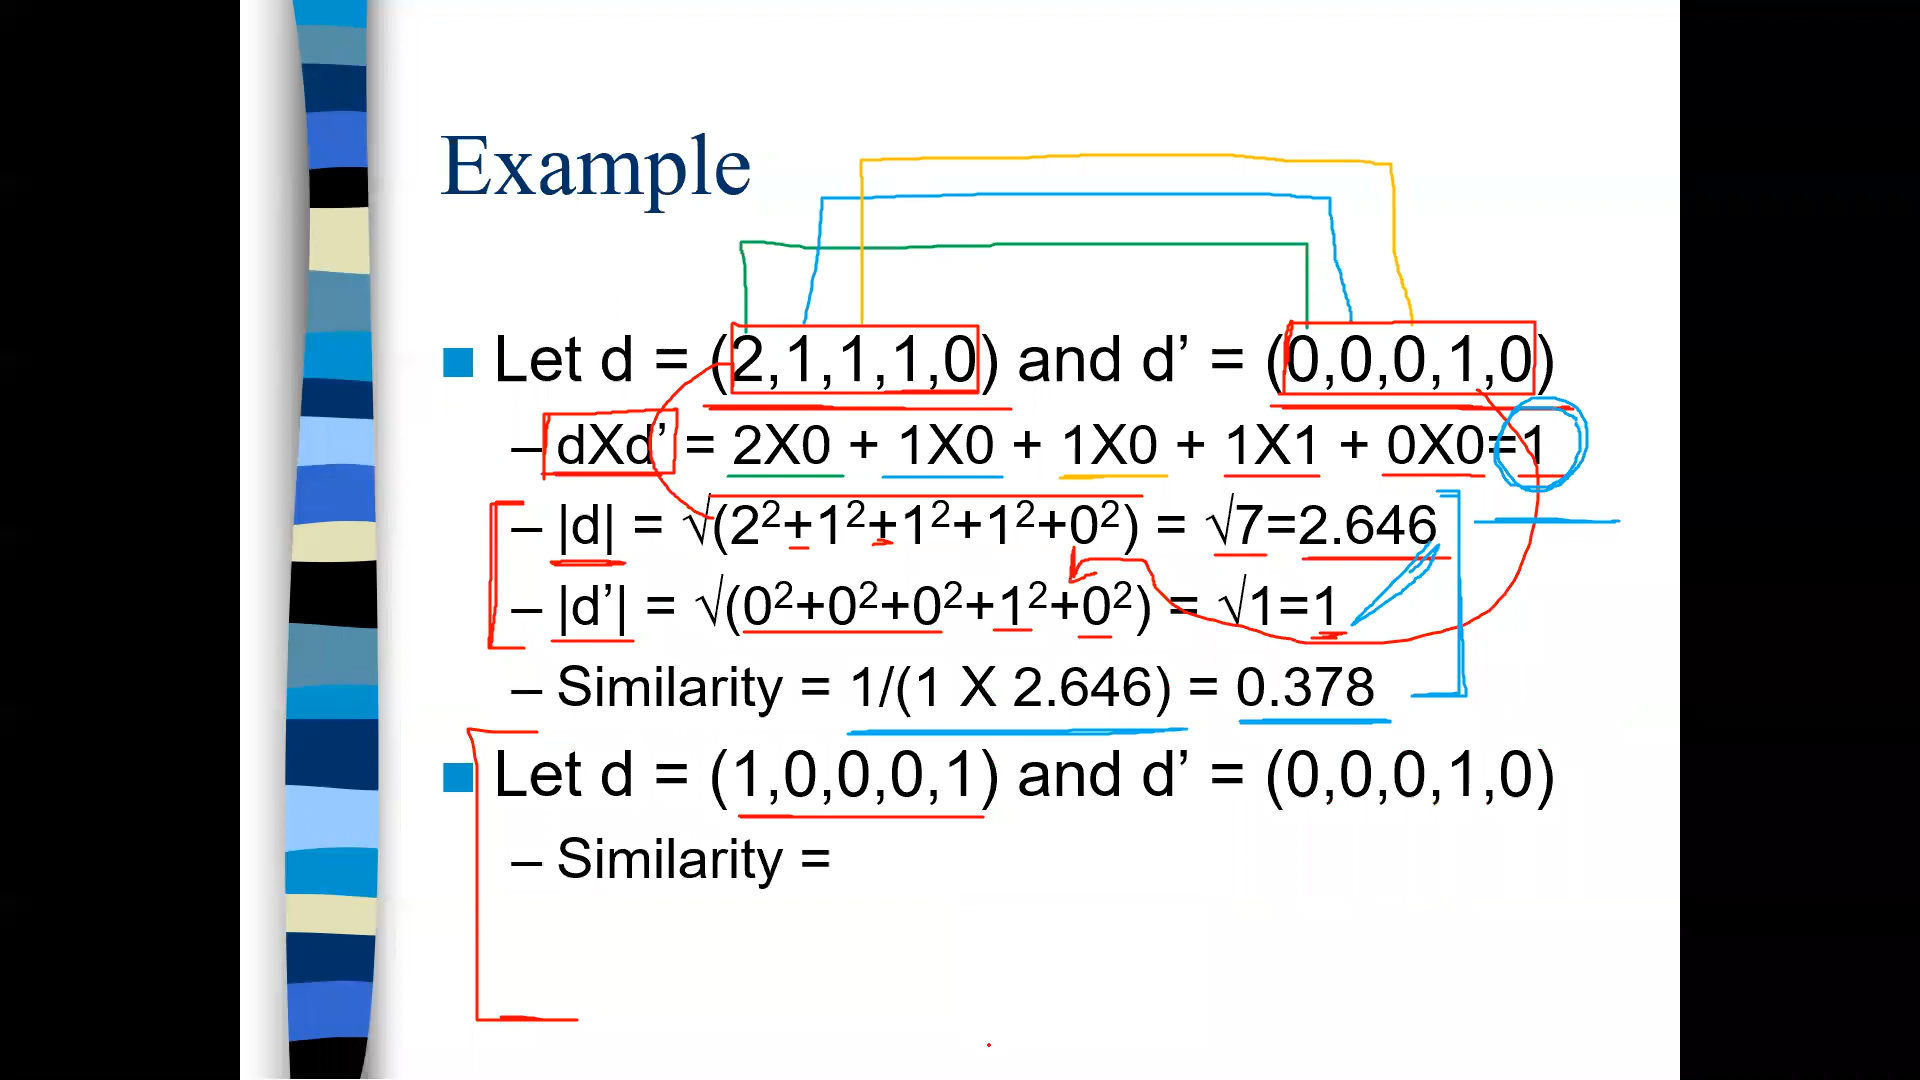 Example
Let d = (2,1,1,1,0) and d’ = (0,0,0,1,0)
– dXd’ = 2X0 + 1X0 + 1X0 + 1X1 + 0X0=1
– |d| = √(2²+1²+1²+1²+0²) = √7=2.646
– |d’| = √(0²+0²+0²+1²+0²) = √1=1
– Similarity = 1/(1 X 2.646) = 0.378
Let d = (1,0,0,0,1) and d’ = (0,0,0,1,0)
– Similarity =